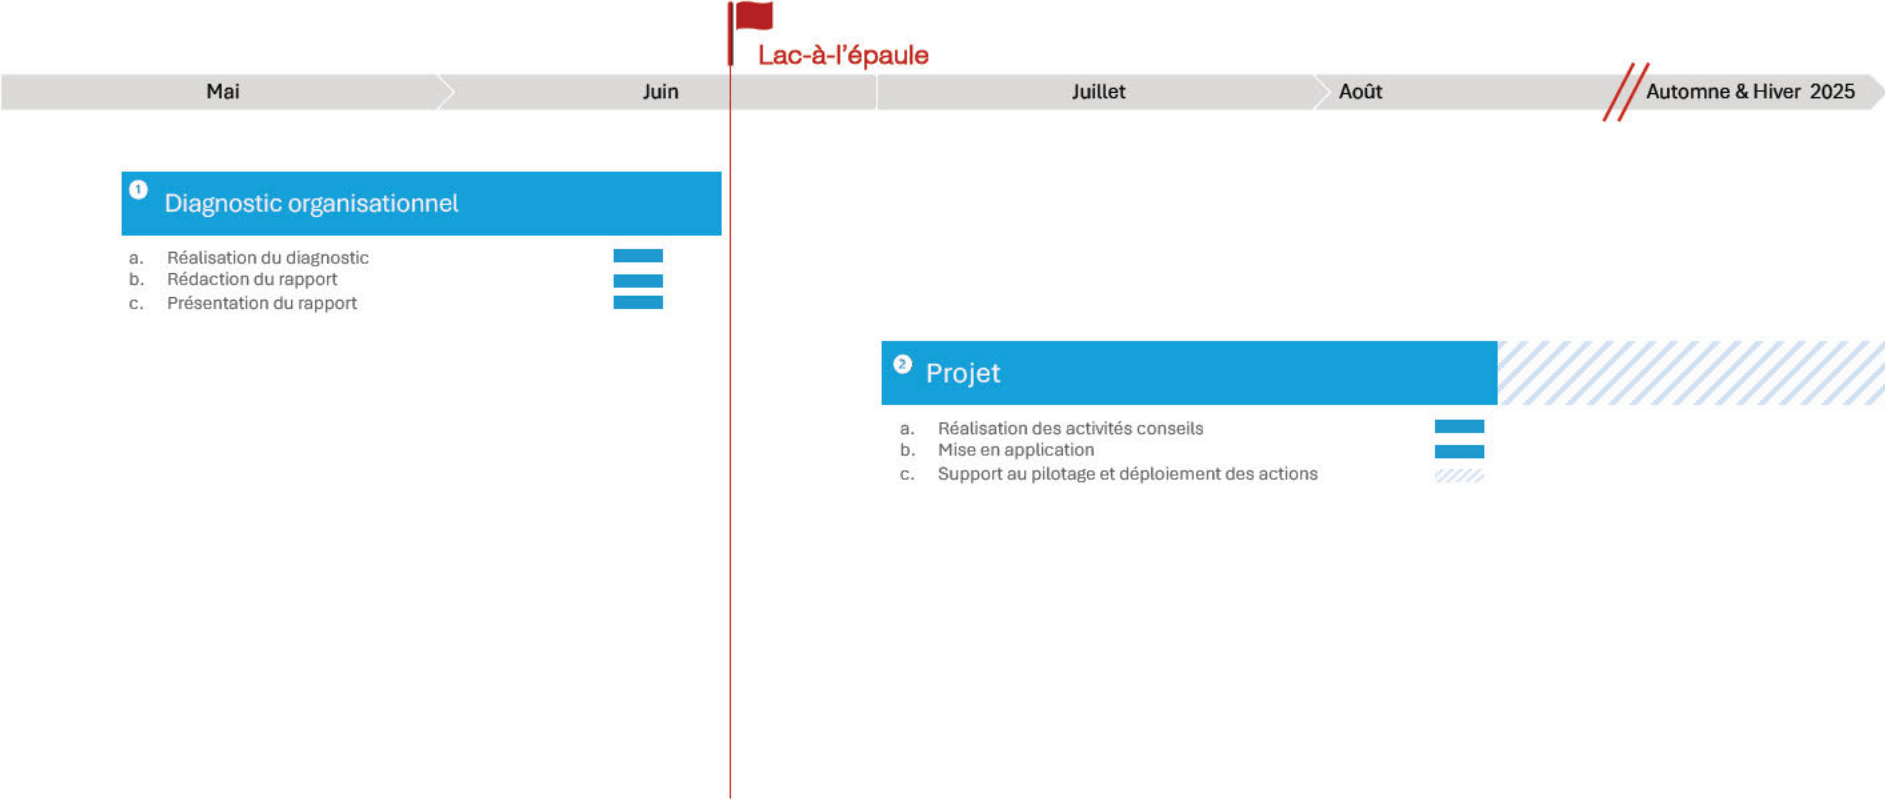 Lac-à-l'épaule
Mai Juin Juillet Août Automne & Hiver 2025
1 Diagnostic organisationnel
a. Réalisation du diagnostic
b. Rédaction du rapport
c. Présentation du rapport
2 Projet
a. Réalisation des activités conseils
b. Mise en application
c. Support au pilotage et déploiement des actions